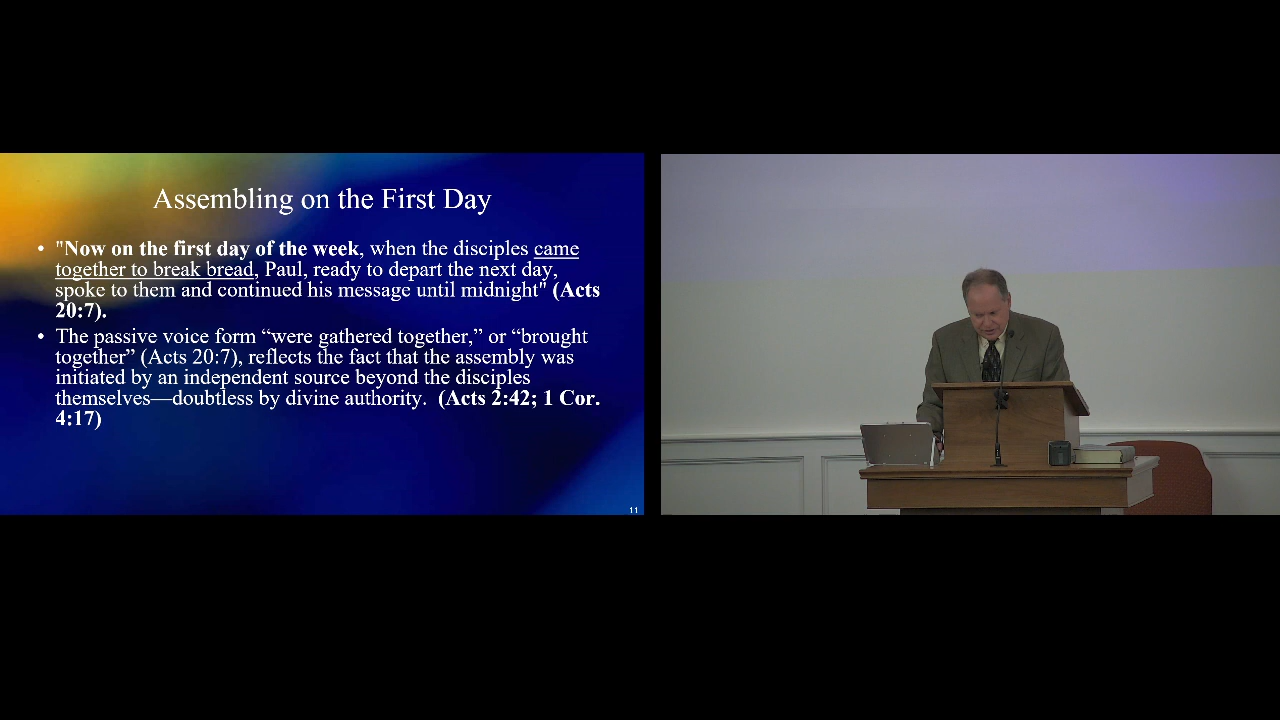 Assembling on the First Day
• "Now on the first day of the week, when the disciples came
together to break bread, Paul, ready to depart the next day,
spoke to them and continued his message until midnight" (Acts
20:7).
• The passive voice form “were gathered together,” or “brought
together” (Acts 20:7), reflects the fact that the assembly was
initiated by an independent source beyond the disciples
themselves—doubtless by divine authority.  (Acts 2:42; 1 Cor.
4:17)
11